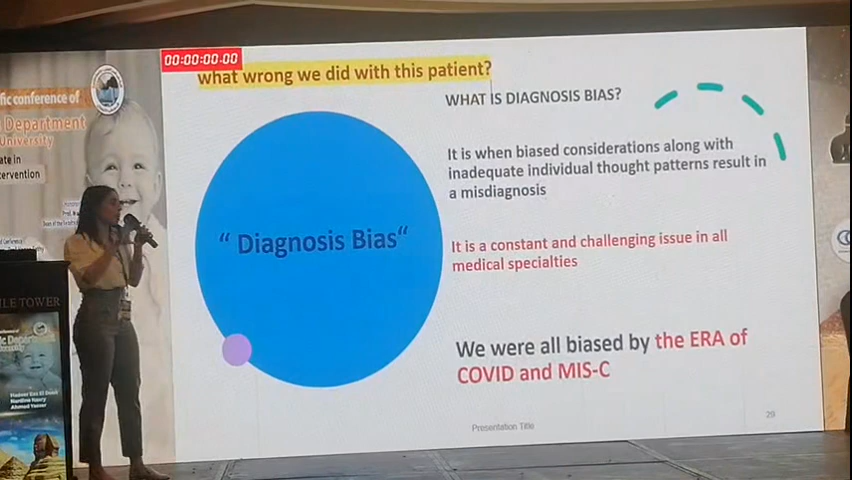 00:00:00.00
what wrong we did with this patient?
WHAT IS DIAGNOSIS BIAS?
It is when biased considerations along with
inadequate individual thought patterns result in
a misdiagnosis
“ Diagnosis Bias“
It is a constant and challenging issue in all
medical specialties
We were all biased by the ERA of
COVID and MIS-C
Presentation Title
29
fic conference of
Department
University
ate in
ervention
ILE TOWER